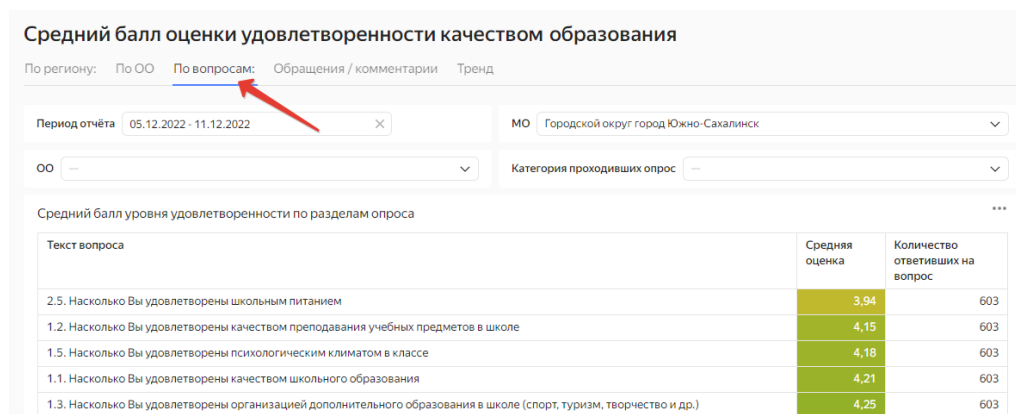 Средний балл оценки удовлетворенности качеством образования
По региону: По ОО По вопросам: Обращения / комментарии Тренд
Период отчёта 05.12.2022 - 11.12.2022 МО Городской округ город Южно-Сахалинск
ОО — Категория проходивших опрос —
Средний балл уровня удовлетворенности по разделам опроса
Текст вопроса Средняя оценка Количество ответивших на вопрос
2.5. Насколько Вы удовлетворены школьным питанием 3,94 603
1.2. Насколько Вы удовлетворены качеством преподавания учебных предметов в школе 4,15 603
1.5. Насколько Вы удовлетворены психологическим климатом в классе 4,18 603
1.1. Насколько Вы удовлетворены качеством школьного образования 4,21 603
1.3. Насколько Вы удовлетворены организацией дополнительного образования в школе (спорт, туризм, творчество и др.) 4,25 603